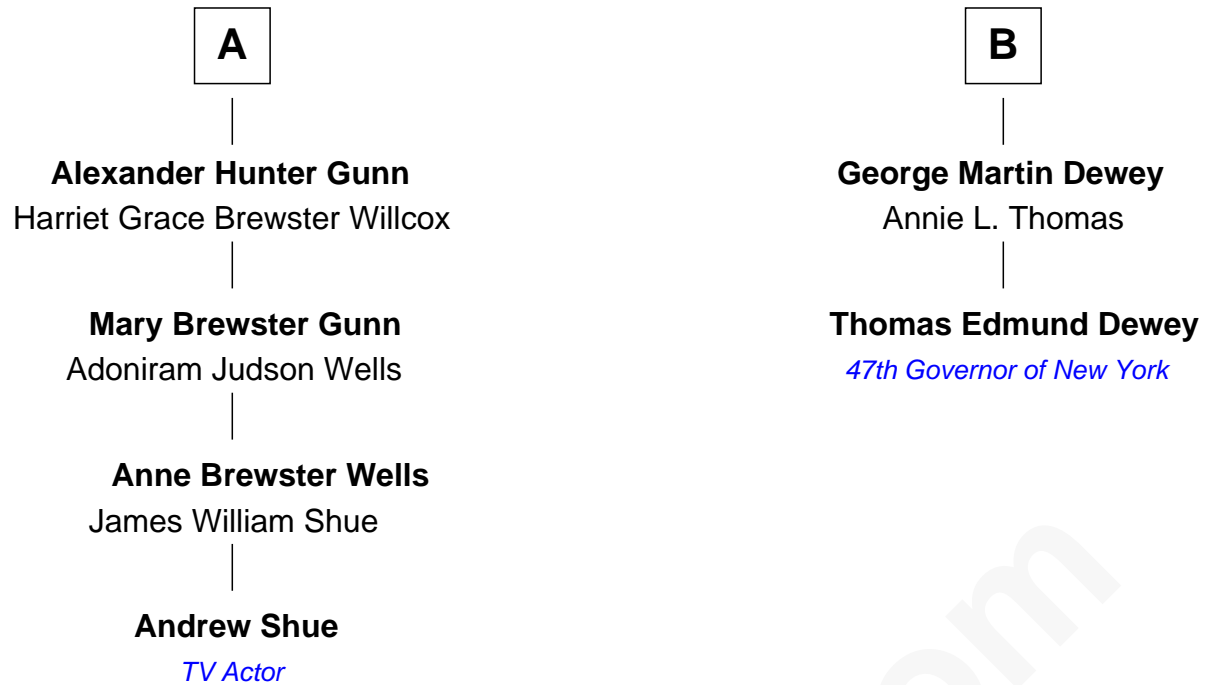 A
Alexander Hunter Gunn
Harriet Grace Brewster Willcox
Mary Brewster Gunn
Adoniram Judson Wells
Anne Brewster Wells
James William Shue
Andrew Shue
TV Actor
B
George Martin Dewey
Annie L. Thomas
Thomas Edmund Dewey
47th Governor of New York
om